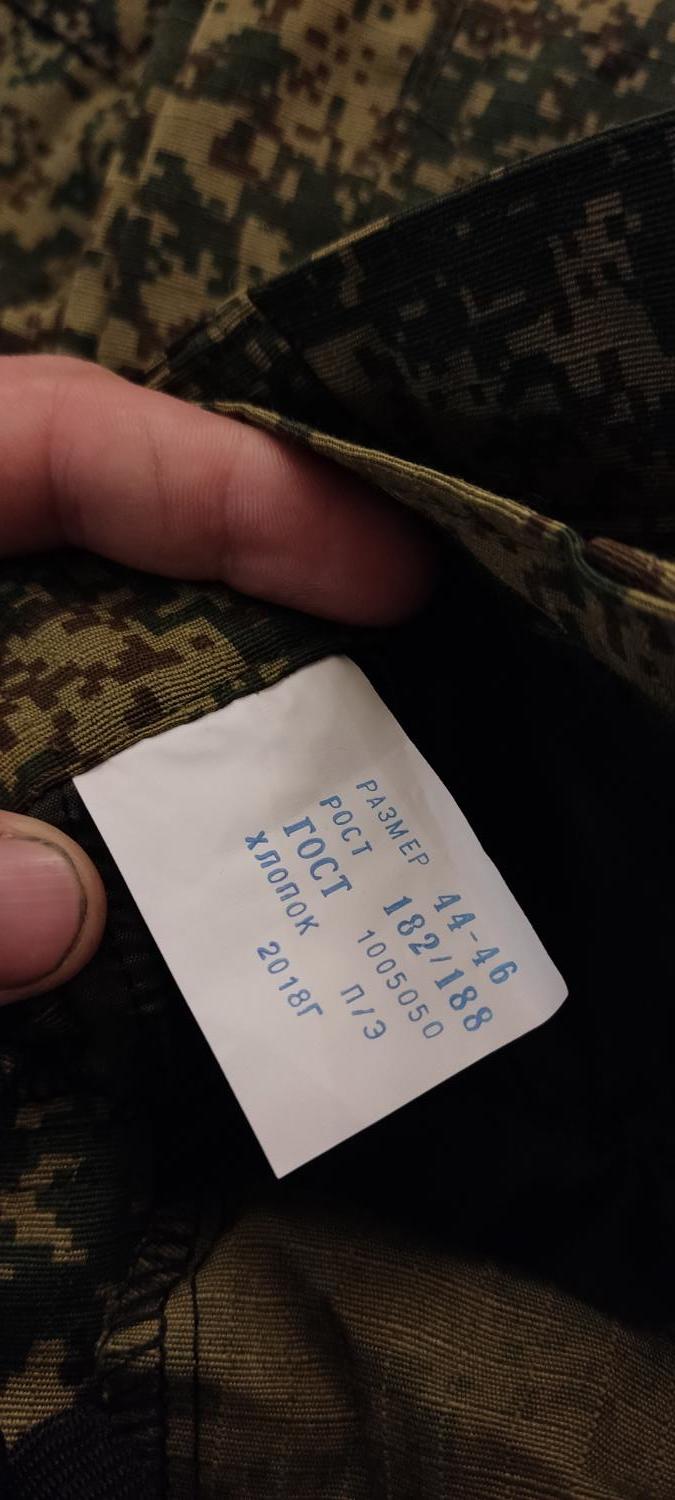 РАЗМЕР 44-46
РОСТ 182/188
ГОСТ 1005050
ХЛОПОК П/Э
2018Г